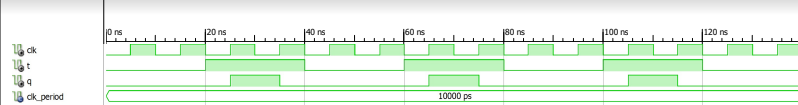 0 ns 20 ns 40 ns 60 ns 80 ns 100 ns 120 ns
clk
t
q
clk_period 10000 ps